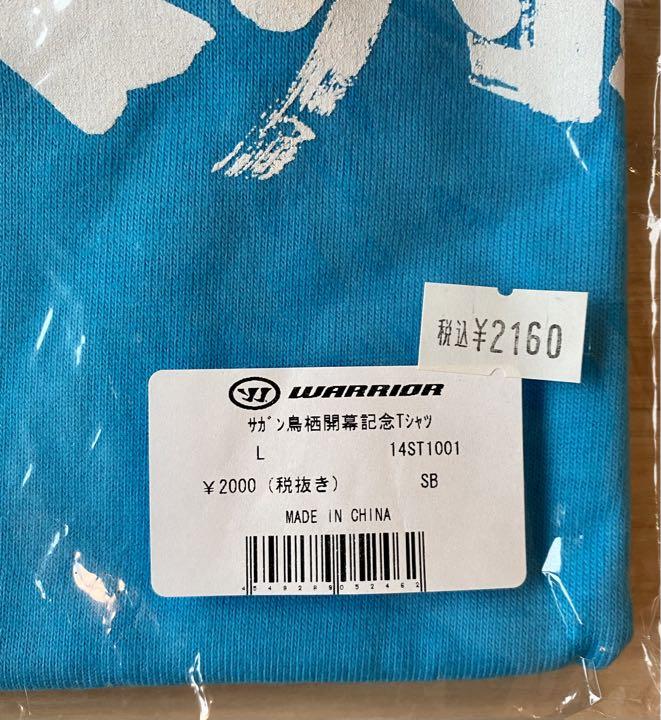 税込¥2160
WARRIOR
サガン鳥栖開幕記念Tシャツ
L 14ST1001
¥2000(税抜き) SB
MADE IN CHINA
4549289052462